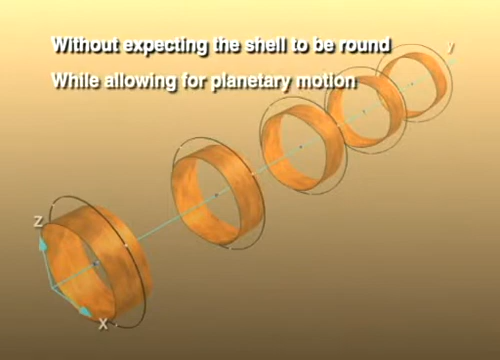 Without expecting the shell to be round
While allowing for planetary motion
y
Z
X